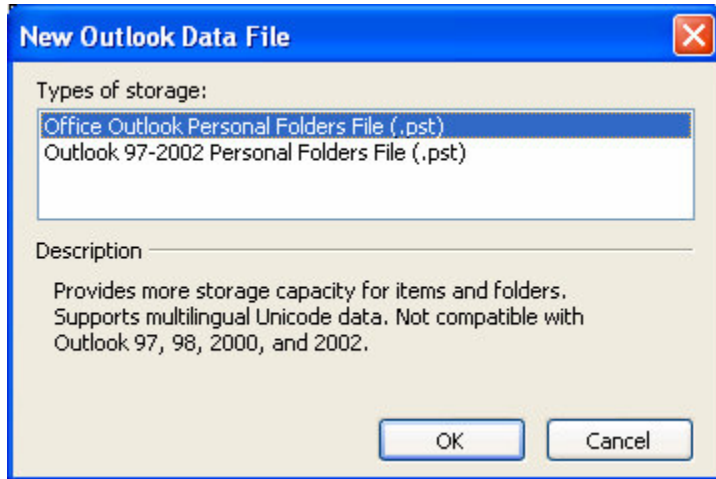 New Outlook Data File
Types of storage:
Office Outlook Personal Folders File (.pst)
Outlook 97-2002 Personal Folders File (.pst)
Description
Provides more storage capacity for items and folders.
Supports multilingual Unicode data. Not compatible with
Outlook 97, 98, 2000, and 2002.
OK Cancel